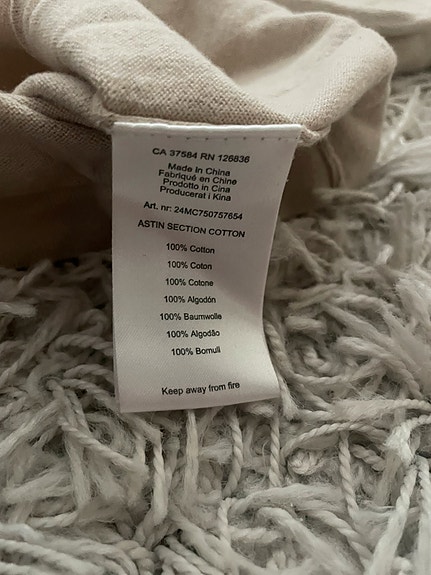 CA 37584 RN 126836
Made in China
Fabriqué en Chine
Prodotto in Cina
Producerat i Kina
Art. nr: 24MC750757654
ASTIN SECTION COTTON
100% Cotton
100% Coton
100% Cotone
100% Algodón
100% Baumwolle
100% Algodão
100% Bomull
Keep away from fire